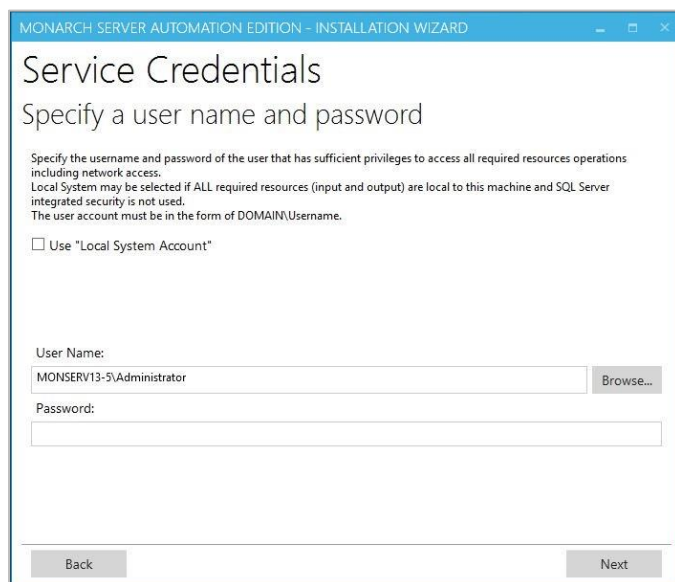 MONARCH SERVER AUTOMATION EDITION - INSTALLATION WIZARD
Service Credentials
Specify a user name and password
Specify the username and password of the user that has sufficient privileges to access all required resources operations
including network access.
Local System may be selected if ALL required resources (input and output) are local to this machine and SQL Server
integrated security is not used.
The user account must be in the form of DOMAIN\Username.
Use "Local System Account"
User Name:
MONSERV13-5\Administrator
Browse...
Password:
Back
Next